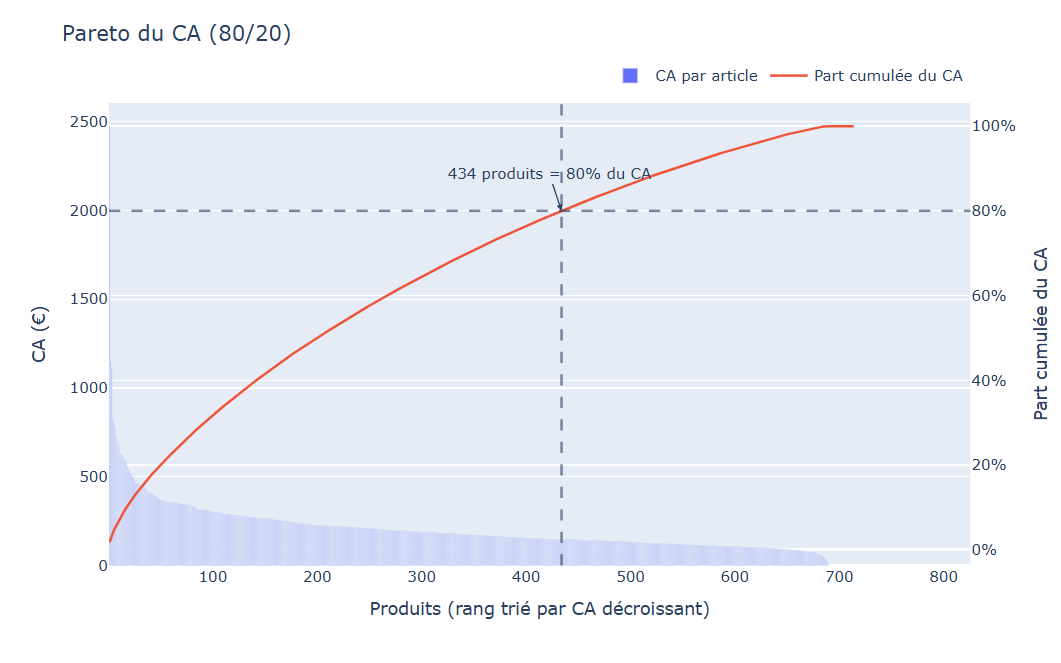 Pareto du CA (80/20)
CA par article
Part cumulée du CA
2500
2000
1500
1000
500
0
CA (€)
434 produits = 80% du CA
100%
80%
60%
40%
20%
0%
Part cumulée du CA
100
200
300
400
500
600
700
800
Produits (rang trié par CA décroissant)